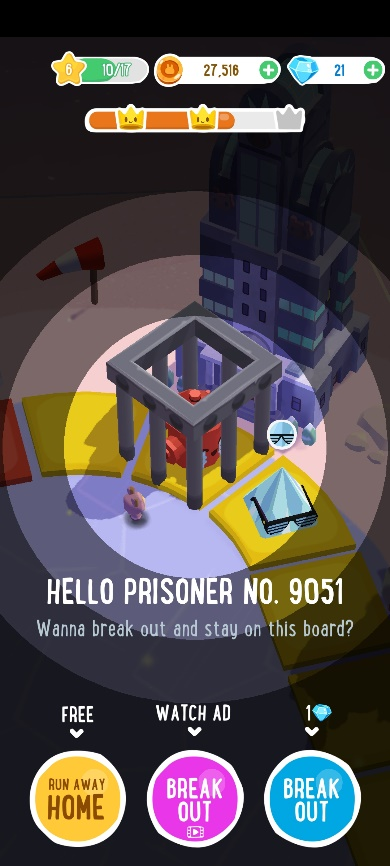 6
10/17
27,516
21
HELLO PRISONER NO. 9051
Wanna break out and stay on this board?
FREE
WATCH AD
1
RUN AWAY
HOME
BREAK
OUT
BREAK
OUT